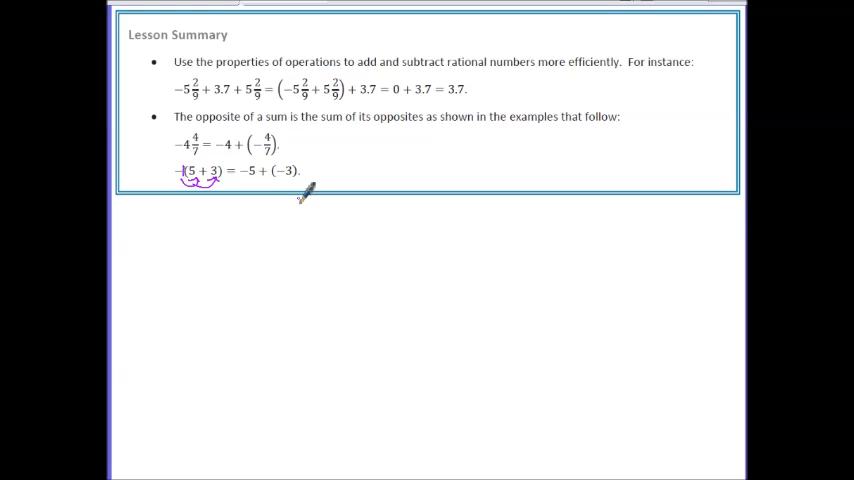 Lesson Summary
• Use the properties of operations to add and subtract rational numbers more efficiently. For instance:
−5 2/9 + 3.7 + 5 2/9 = (−5 2/9 + 5 2/9) + 3.7 = 0 + 3.7 = 3.7.
• The opposite of a sum is the sum of its opposites as shown in the examples that follow:
−4 4/7 = −4 + (−4/7).
−1(5 + 3) = −5 + (−3).